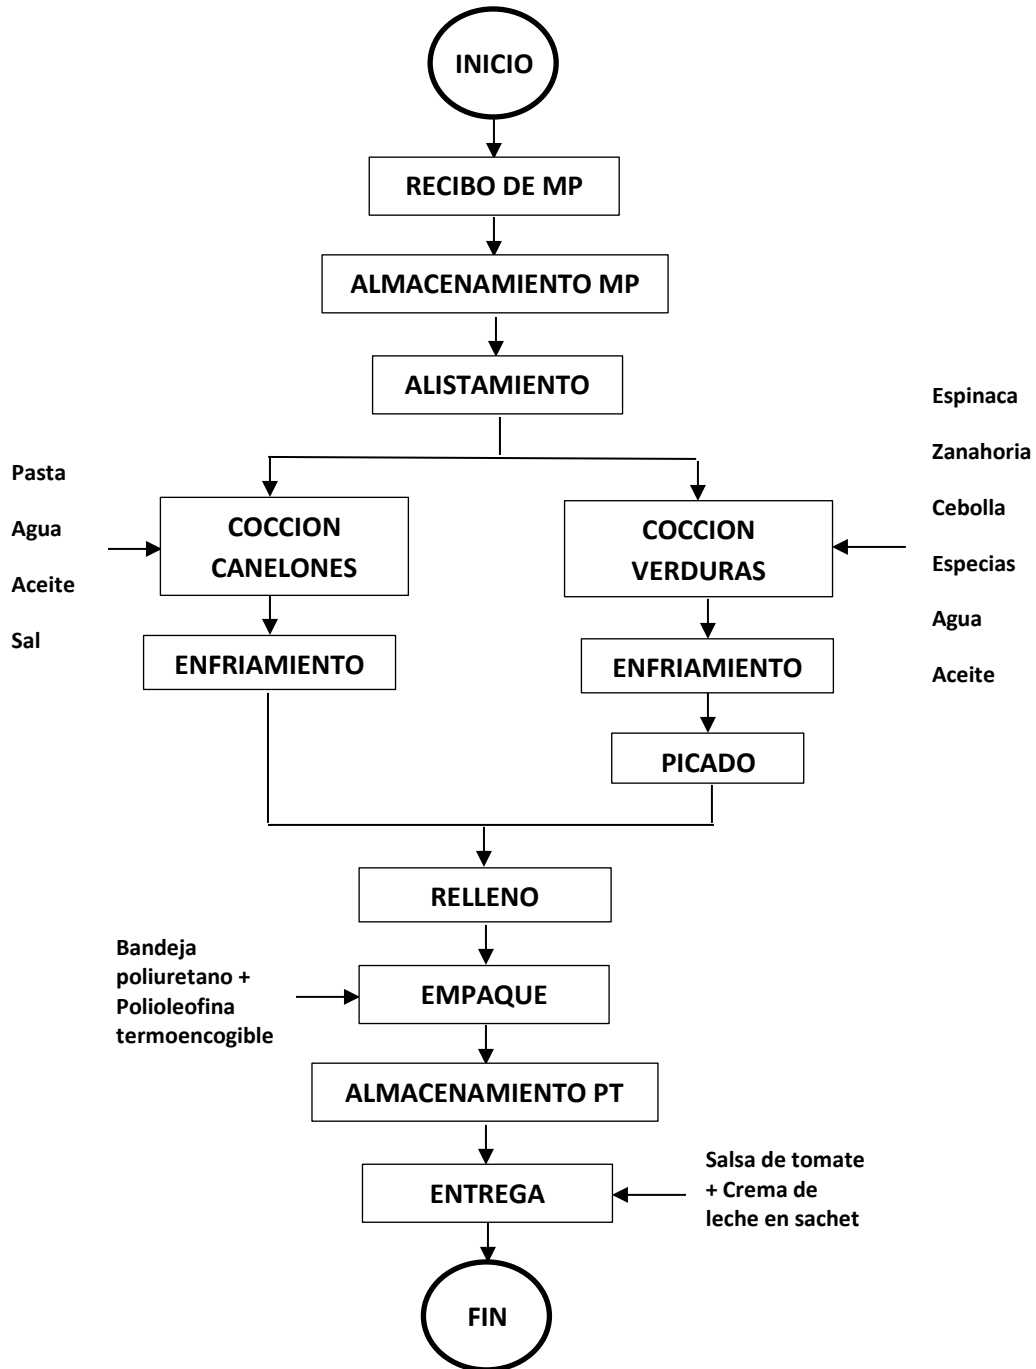 INICIO
RECIBO DE MP
ALMACENAMIENTO MP
ALISTAMIENTO
Pasta
Agua
Aceite
Sal
COCCION
CANELONES
COCCION
VERDURAS
Espinaca
Zanahoria
Cebolla
Especias
Agua
Aceite
ENFRIAMIENTO
ENFRIAMIENTO
PICADO
RELLENO
Bandeja
poliuretano +
Polioleofina
termoencogible
EMPAQUE
ALMACENAMIENTO PT
ENTREGA
Salsa de tomate
+ Crema de
leche en sachet
FIN